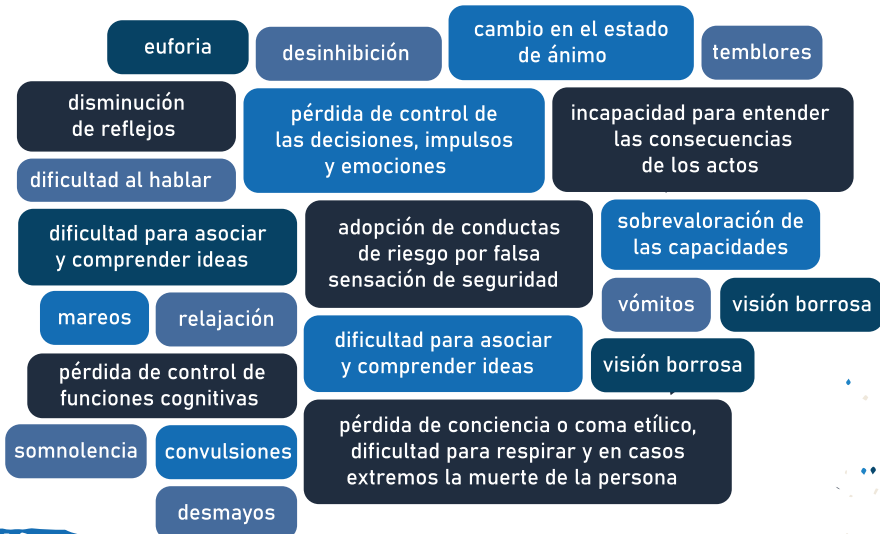 euforia
desinhibición
cambio en el estado
de ánimo
temblores
disminución
de reflejos
pérdida de control de
las decisiones, impulsos
y emociones
incapacidad para entender
las consecuencias
de los actos
dificultad al hablar
dificultad para asociar
y comprender ideas
adopción de conductas
de riesgo por falsa
sensación de seguridad
sobrevaloración de
las capacidades
mareos
relajación
vómitos
visión borrosa
dificultad para asociar
y comprender ideas
visión borrosa
pérdida de control de
funciones cognitivas
somnolencia
convulsiones
pérdida de conciencia o coma etílico,
dificultad para respirar y en casos
extremos la muerte de la persona
desmayos